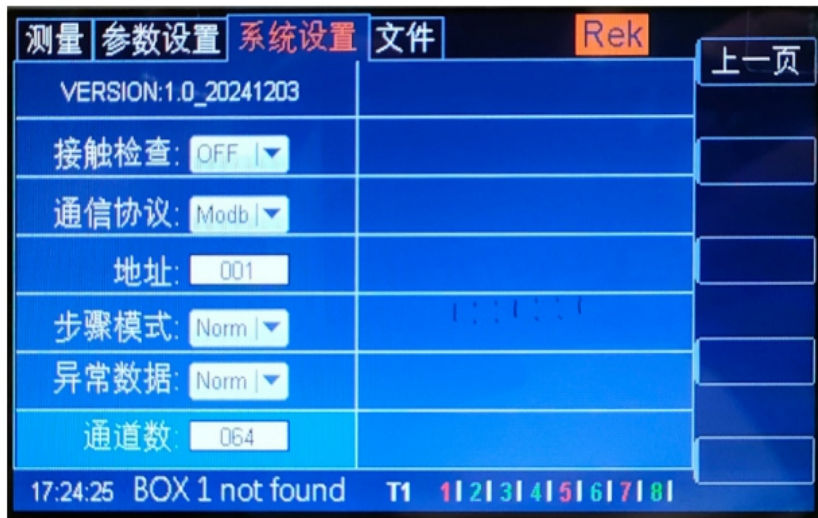 测量 参数设置 系统设置 文件 Rek
上一页
VERSION:1.0_20241203
接触检查: OFF
通信协议: Modb
地址: 001
步骤模式: Norm
异常数据: Norm
通道数: 064
17:24:25 BOX 1 not found T1 1 2 3 4 5 6 7 8